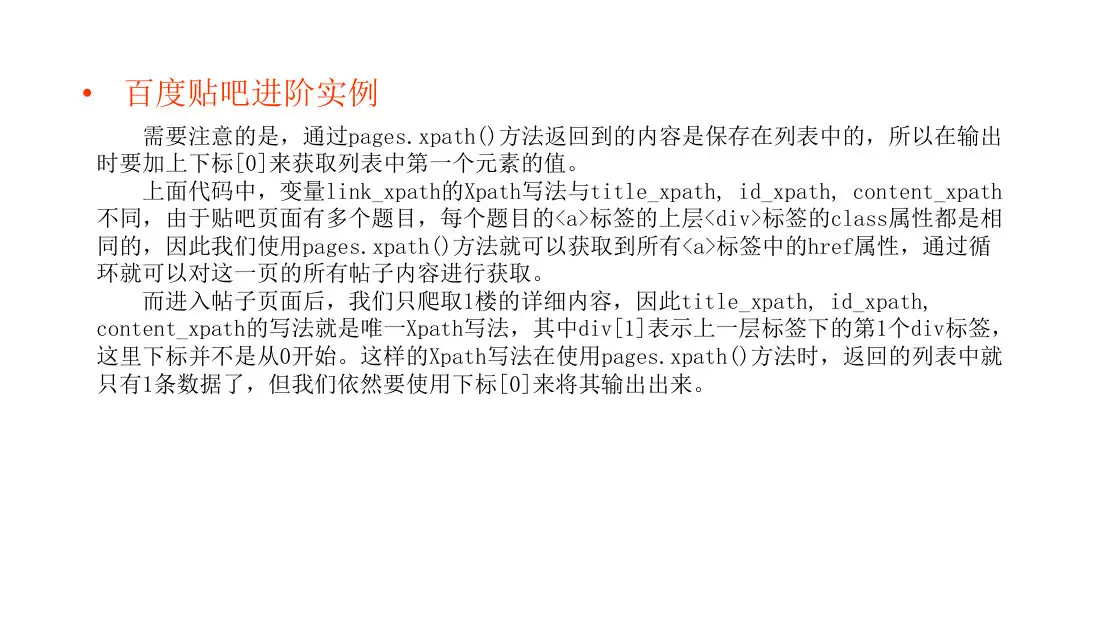 • 百度贴吧进阶实例
需要注意的是，通过pages.xpath()方法返回到的内容是保存在列表中的，所以在输出
时要加上下标[0]来获取列表中第一个元素的值。
上面代码中，变量link_xpath的Xpath写法与title_xpath, id_xpath, content_xpath
不同，由于贴吧页面有多个题目，每个题目的<a>标签的上层<div>标签的class属性都是相
同的，因此我们使用pages.xpath()方法就可以获取到所有<a>标签中的href属性，通过循
环就可以对这一页的所有帖子内容进行获取。
而进入帖子页面后，我们只爬取1楼的详细内容，因此title_xpath, id_xpath,
content_xpath的写法就是唯一Xpath写法，其中div[1]表示上一层标签下的第1个div标签，
这里下标并不是从0开始。这样的Xpath写法在使用pages.xpath()方法时，返回的列表中就
只有1条数据了，但我们依然要使用下标[0]来将其输出出来。